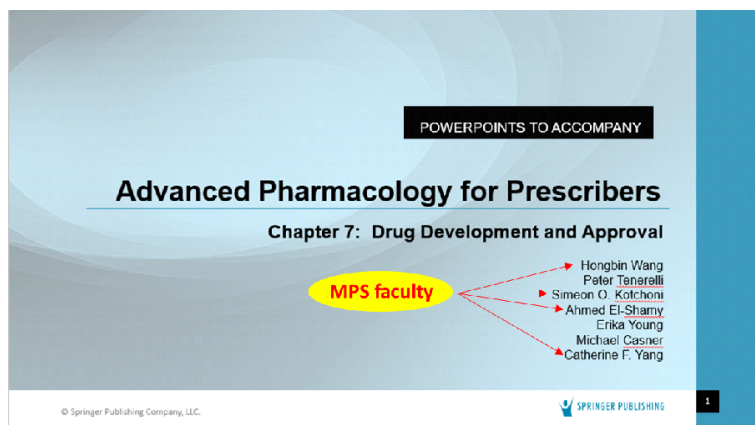 POWERPOINTS TO ACCOMPANY
Advanced Pharmacology for Prescribers
Chapter 7: Drug Development and Approval
MPS faculty
Hongbin Wang
Peter Tenerelli
Simeon O. Kotchoni
Ahmed El-Shamy
Erika Young
Michael Casner
Catherine F. Yang
© Springer Publishing Company, LLC.
SPRINGER PUBLISHING
1